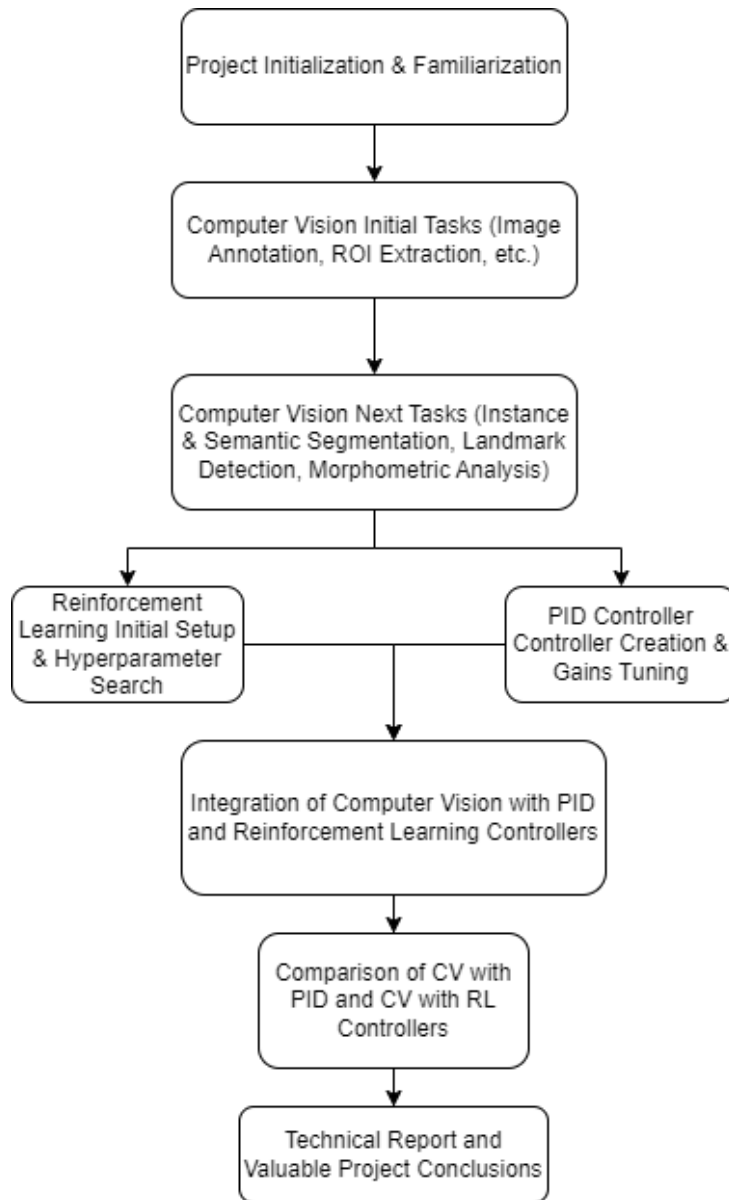 Project Initialization & Familiarization
Computer Vision Initial Tasks (Image
Annotation, ROI Extraction, etc.)
Computer Vision Next Tasks (Instance
& Semantic Segmentation, Landmark
Detection, Morphometric Analysis)
Reinforcement
Learning Initial Setup
& Hyperparameter
Search
PID Controller
Controller Creation &
Gains Tuning
Integration of Computer Vision with PID
and Reinforcement Learning Controllers
Comparison of CV with
PID and CV with RL
Controllers
Technical Report and
Valuable Project Conclusions